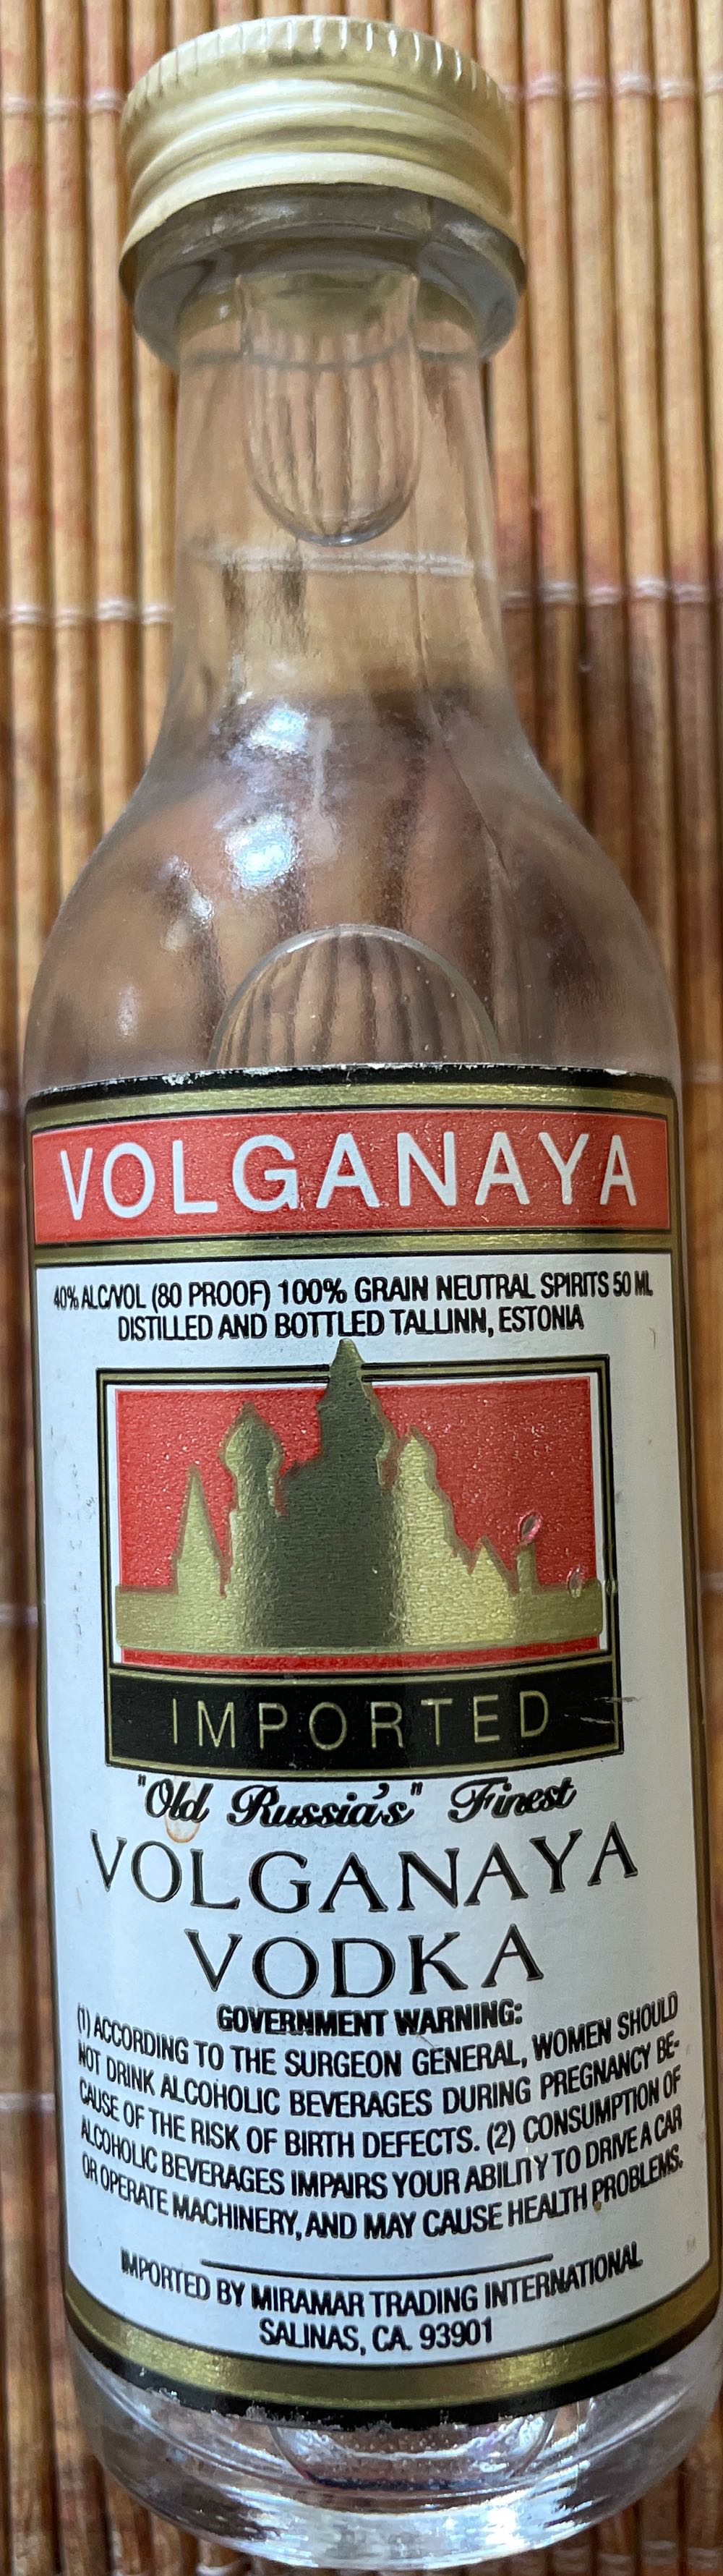 VOLGANAYA
40% ALC/VOL (80 PROOF) 100% GRAIN NEUTRAL SPIRITS 50 ML
DISTILLED AND BOTTLED TALLINN, ESTONIA
IMPORTED
"Old Russia's" Finest
VOLGANAYA
VODKA
GOVERNMENT WARNING:
(1) ACCORDING TO THE SURGEON GENERAL, WOMEN SHOULD
NOT DRINK ALCOHOLIC BEVERAGES DURING PREGNANCY BE-
CAUSE OF THE RISK OF BIRTH DEFECTS. (2) CONSUMPTION OF
ALCOHOLIC BEVERAGES IMPAIRS YOUR ABILITY TO DRIVE A CAR
OR OPERATE MACHINERY, AND MAY CAUSE HEALTH PROBLEMS.
IMPORTED BY MIRAMAR TRADING INTERNATIONAL
SALINAS, CA. 93901